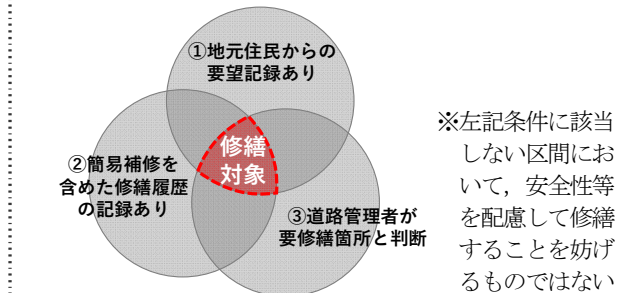 ①地元住民からの
要望記録あり
修繕
対象
②簡易補修を
含めた修繕履歴
の記録あり
③道路管理者が
要修繕箇所と判断
※左記条件に該当
しない区間にお
いて，安全性等
を配慮して修繕
することを妨げ
るものではない